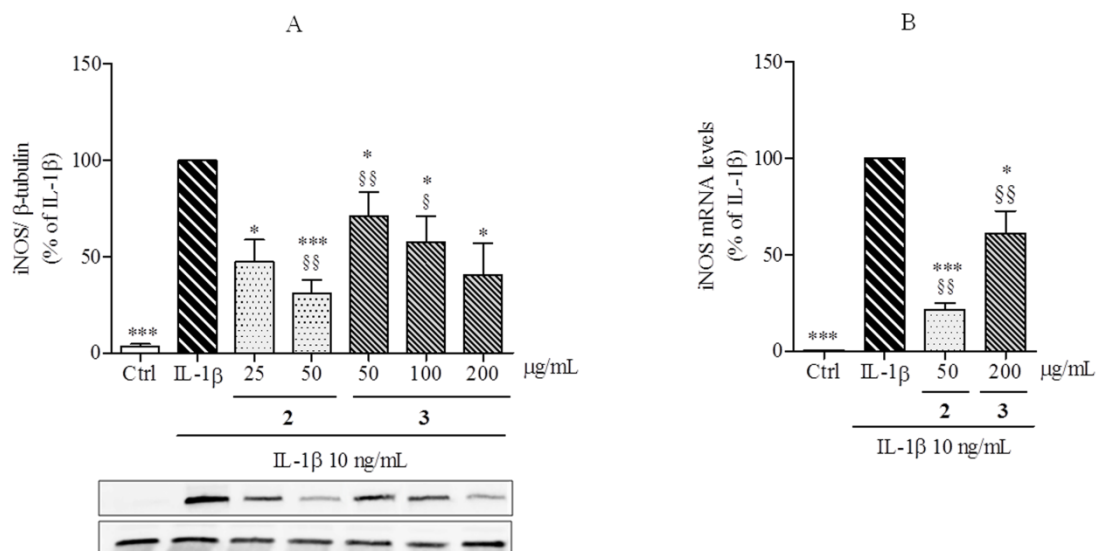 A
iNOS/ β-tubulin
(% of IL-1β)
150
100
50
0
***
*
***
§§
*
§§
*
§
*
Ctrl IL-1β 25 50 50 100 200 μg/mL
2 3
IL-1β 10 ng/mL
B
iNOS mRNA levels
(% of IL-1β)
150
100
50
0
***
***
§§
*
§§
Ctrl IL-1β 50 200 μg/mL
2 3
IL-1β 10 ng/mL